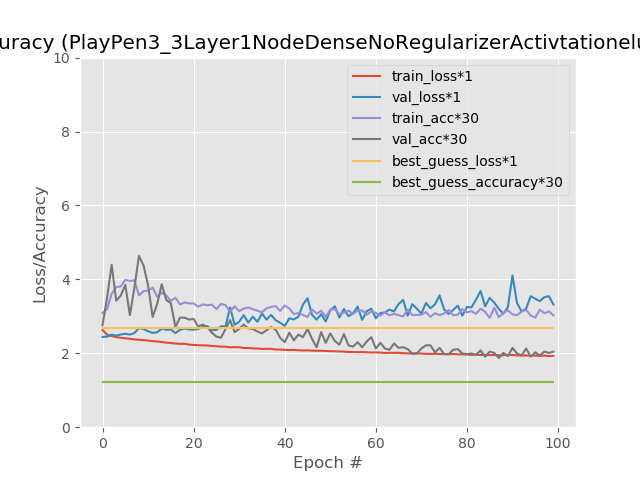 uracy (PlayPen3_3Layer1NodeDenseNoRegularizerActivtationelu
10
8
6
4
2
0
Loss/Accuracy
train_loss*1
val_loss*1
train_acc*30
val_acc*30
best_guess_loss*1
best_guess_accuracy*30
0 20 40 60 80 100
Epoch #